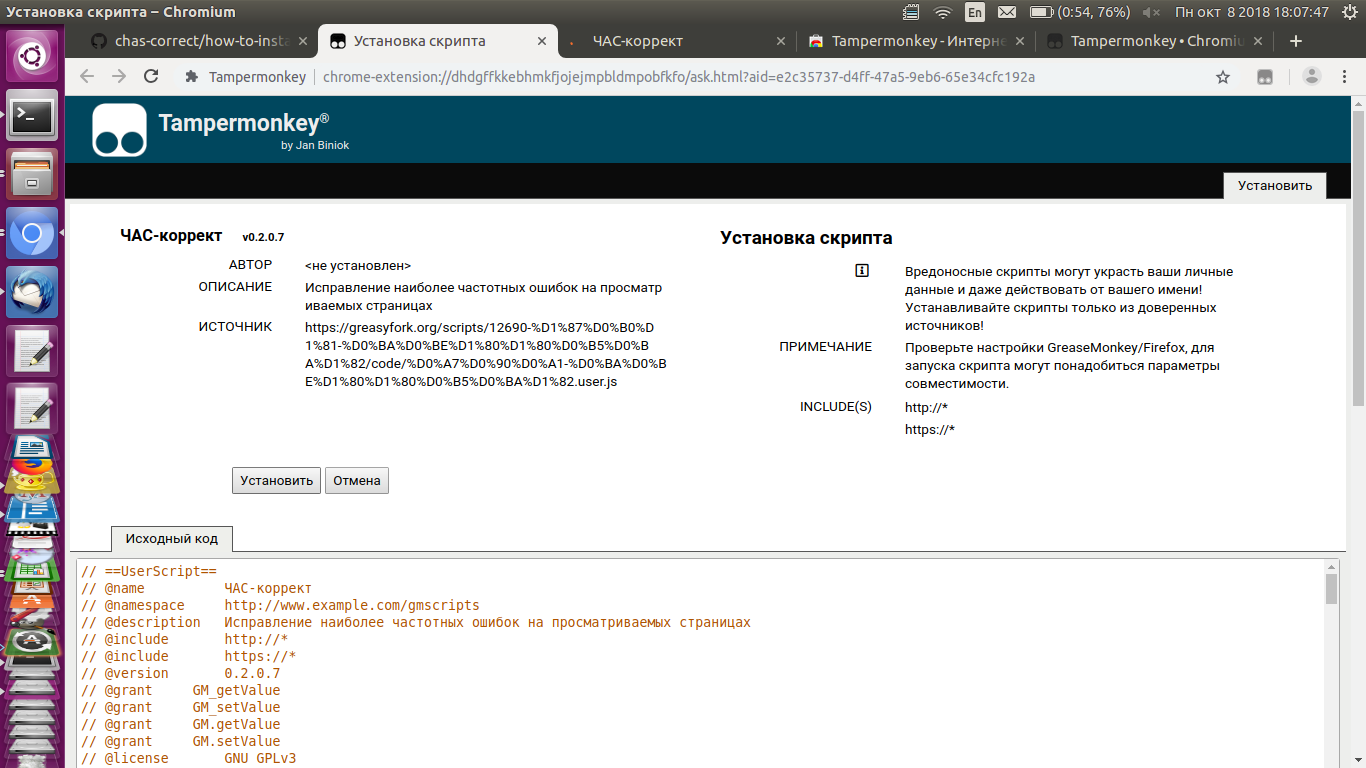 Установка скрипта – Chromium
En
(0:54, 76%)
Пн окт 8 2018 18:07:47
chas-correct/how-to-insta
Установка скрипта
ЧАС-коррект
Tampermonkey - Интерне
Tampermonkey • Chromiu
Tampermonkey
chrome-extension://dhdgffkkebhmkfjojejmpbldmpobfkfo/ask.html?aid=e2c35737-d4ff-47a5-9eb6-65e34cfc192a
Tampermonkey®
by Jan Biniok
Установить
ЧАС-коррект v0.2.0.7
АВТОР <не установлен>
ОПИСАНИЕ Исправление наиболее частотных ошибок на просматр
иваемых страницах
ИСТОЧНИК https://greasyfork.org/scripts/12690-%D1%87%D0%B0%D
1%81-%D0%BA%D0%BE%D1%80%D1%80%D0%B5%D0%B
A%D1%82/code/%D0%A7%D0%90%D0%A1-%D0%BA%D0%B
E%D1%80%D1%80%D0%B5%D0%BA%D1%82.user.js
Установка скрипта
Вредоносные скрипты могут украсть ваши личные
данные и даже действовать от вашего имени!
Устанавливайте скрипты только из доверенных
источников!
ПРИМЕЧАНИЕ Проверьте настройки GreaseMonkey/Firefox, для
запуска скрипта могут понадобиться параметры
совместимости.
INCLUDE(S) http://*
https://*
Установить
Отмена
Исходный код
// ==UserScript==
// @name ЧАС-коррект
// @namespace http://www.example.com/gmscripts
// @description Исправление наиболее частотных ошибок на просматриваемых страницах
// @include http://*
// @include https://*
// @version 0.2.0.7
// @grant GM_getValue
// @grant GM_setValue
// @grant GM.getValue
// @grant GM.setValue
// @license GNU GPLv3